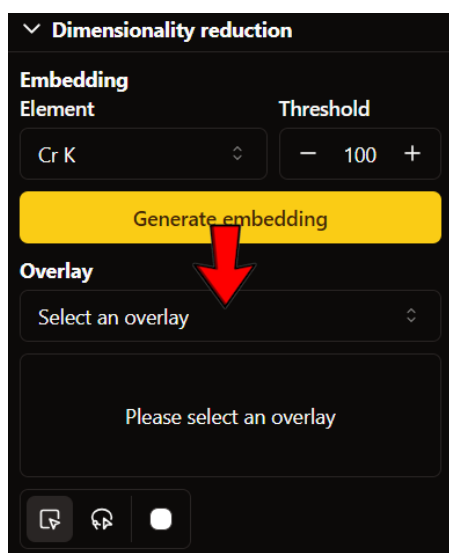 Dimensionality reduction
Embedding
Element Threshold
Cr K 100
Generate embedding
Overlay
Select an overlay
Please select an overlay